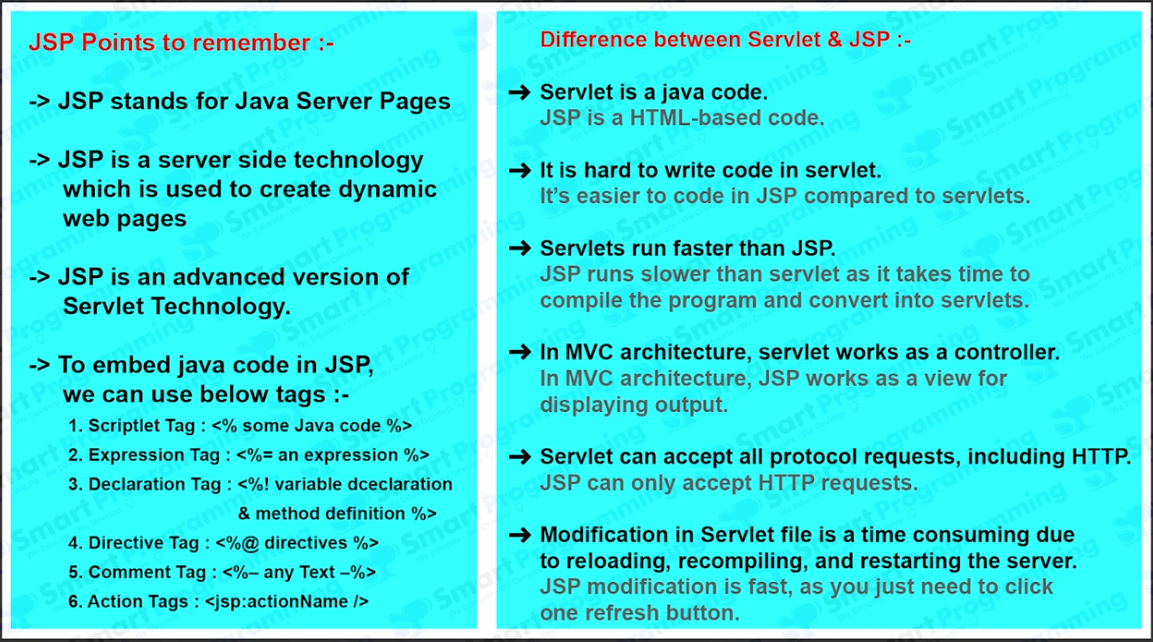 JSP Points to remember :-
-> JSP stands for Java Server Pages
-> JSP is a server side technology
which is used to create dynamic
web pages
-> JSP is an advanced version of
Servlet Technology.
-> To embed java code in JSP,
we can use below tags :-
1. Scriptlet Tag : <% some Java code %>
2. Expression Tag : <%= an expression %>
3. Declaration Tag : <%! variable dceclaration
& method definition %>
4. Directive Tag : <%@ directives %>
5. Comment Tag : <%– any Text –%>
6. Action Tags : <jsp:actionName />
Difference between Servlet & JSP :-
➔ Servlet is a java code.
JSP is a HTML-based code.
➔ It is hard to write code in servlet.
It’s easier to code in JSP compared to servlets.
➔ Servlets run faster than JSP.
JSP runs slower than servlet as it takes time to
compile the program and convert into servlets.
➔ In MVC architecture, servlet works as a controller.
In MVC architecture, JSP works as a view for
displaying output.
➔ Servlet can accept all protocol requests, including HTTP.
JSP can only accept HTTP requests.
➔ Modification in Servlet file is a time consuming due
to reloading, recompiling, and restarting the server.
JSP modification is fast, as you just need to click
one refresh button.
Smart Programming